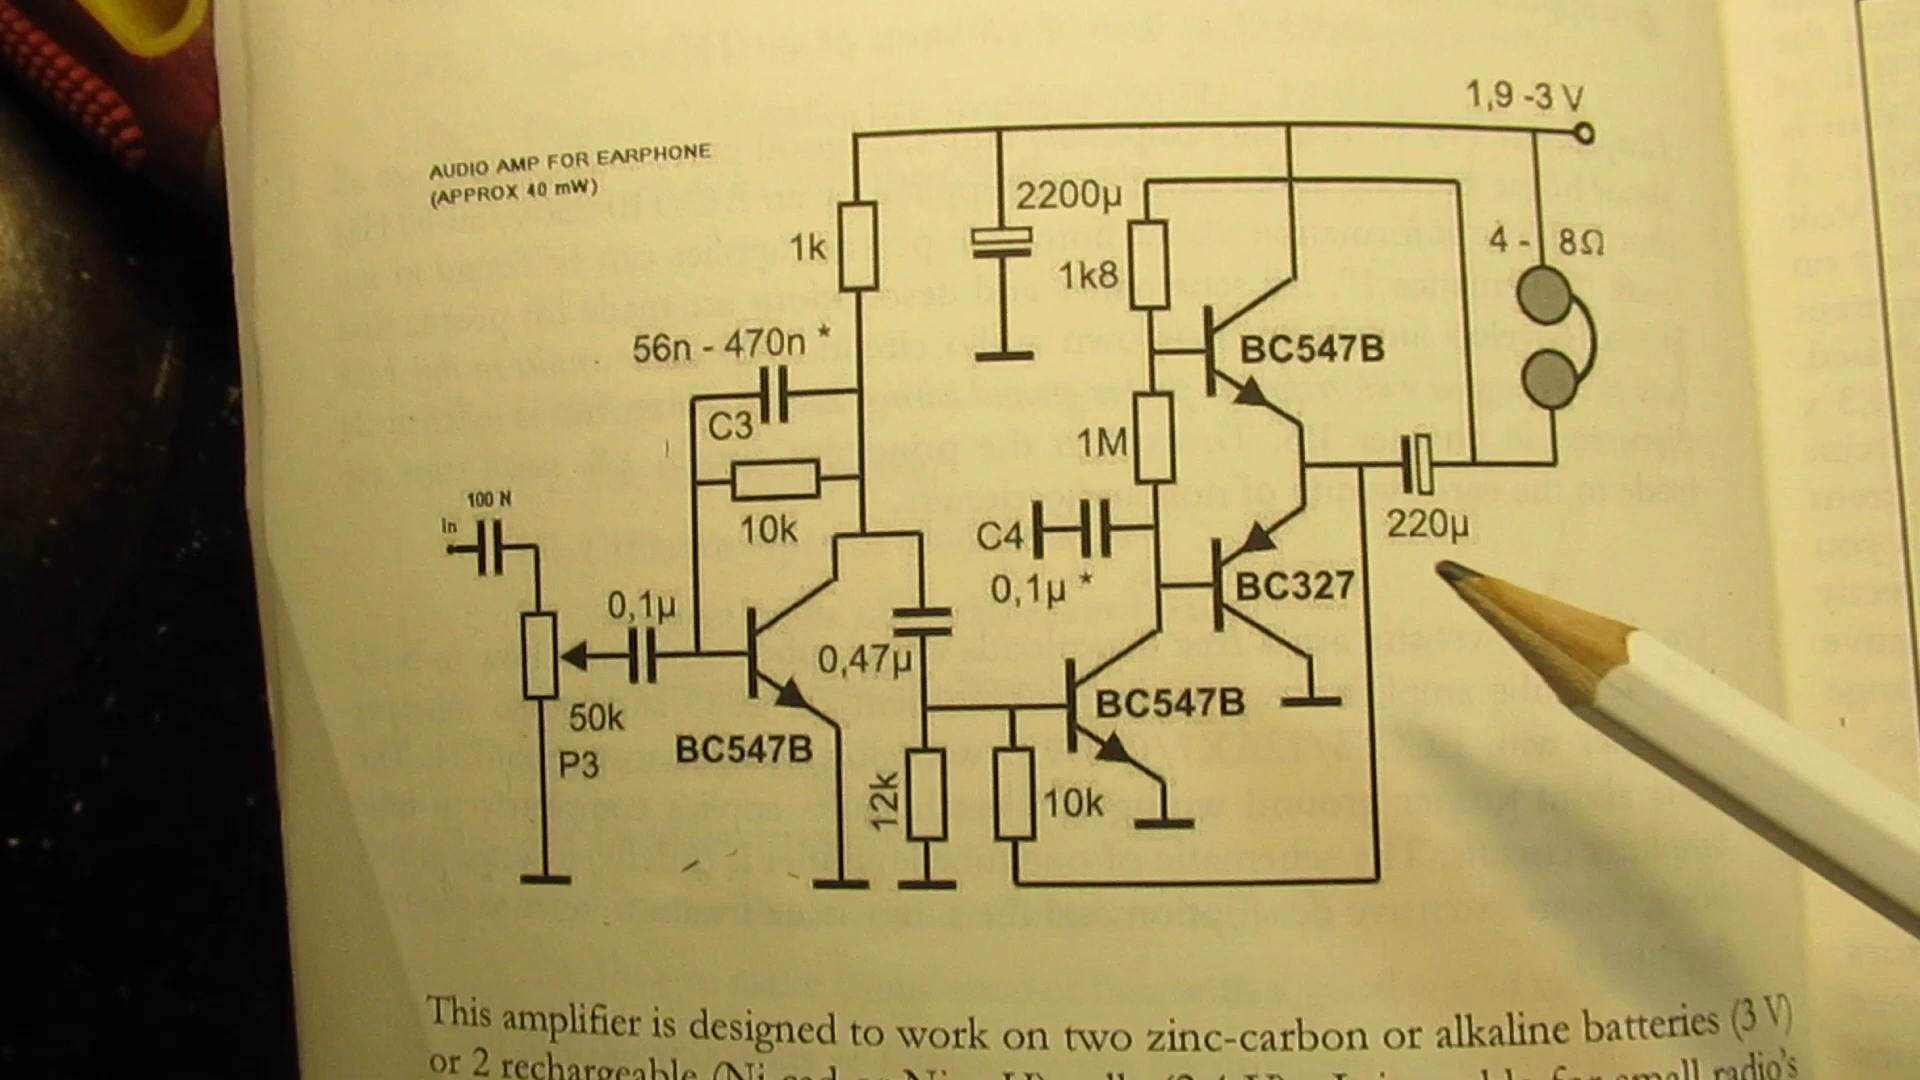 1,9 -3 V
AUDIO AMP FOR EARPHONE
(APPROX 40 mW)
2200µ
1k
1k8
4 - 8Ω
56n - 470n *
BC547B
C3
1M
100 N
In
10k
C4
220µ
0,1µ *
BC327
0,1µ
0,47µ
50k
BC547B
BC547B
P3
12k
10k
This amplifier is designed to work on two zinc-carbon or alkaline batteries (3 V)
or 2 rechargeable
small radio's